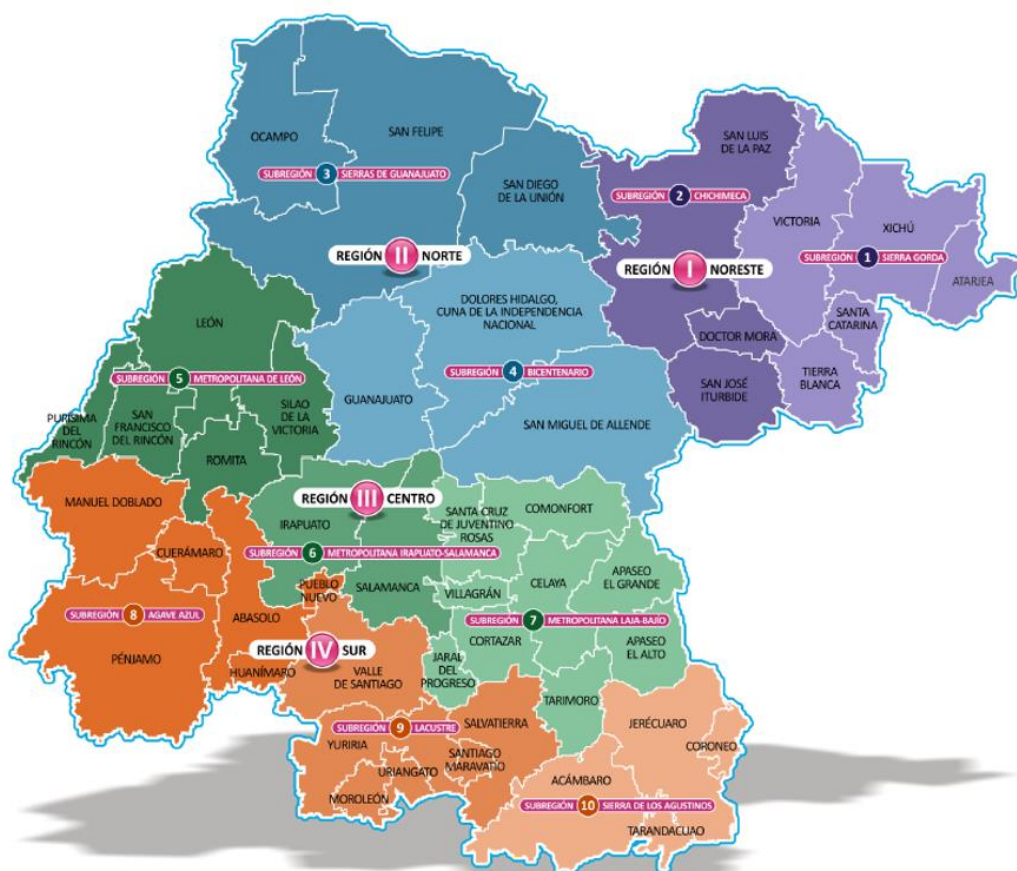 OCAMPO
SAN FELIPE
SUBREGIÓN 3 SIERRAS DE GUANAJUATO
SAN DIEGO
DE LA UNIÓN
REGIÓN II NORTE
SAN LUIS
DE LA PAZ
SUBREGIÓN 2 CHICHIMECA
VICTORIA
XICHÚ
SUBREGIÓN 1 SIERRA GORDA
REGIÓN I NORESTE
ATARJEA
SANTA
CATARINA
DOCTOR MORA
TIERRA
BLANCA
SAN JOSÉ
ITURBIDE
DOLORES HIDALGO,
CUNA DE LA INDEPENDENCIA
NACIONAL
SUBREGIÓN 4 BICENTENARIO
GUANAJUATO
SAN MIGUEL DE ALLENDE
LEÓN
SUBREGIÓN 5 METROPOLITANA DE LEÓN
PURÍSIMA
DEL
RINCÓN
SAN
FRANCISCO
DEL RINCÓN
SILAO
DE LA
VICTORIA
ROMITA
REGIÓN III CENTRO
IRAPUATO
SUBREGIÓN 6 METROPOLITANA IRAPUATO-SALAMANCA
SALAMANCA
SANTA CRUZ
DE JUVENTINO
ROSAS
COMONFORT
VILLAGRÁN
CELAYA
APASEO
EL GRANDE
SUBREGIÓN 7 METROPOLITANA LAJA-BAJÍO
CORTAZAR
APASEO
EL ALTO
JARAL
DEL
PROGRESO
TARIMORO
MANUEL DOBLADO
CUERÁMARO
PUEBLO
NUEVO
SUBREGIÓN 8 AGAVE AZUL
ABASOLO
PÉNJAMO
HUANÍMARO
REGIÓN IV SUR
VALLE
DE SANTIAGO
SUBREGIÓN 9 LACUSTRE
SALVATIERRA
YURIRIA
URIANGATO
SANTIAGO
MARAVATÍO
MOROLEÓN
JERÉCUARO
CORONEO
ACÁMBARO
SUBREGIÓN 10 SIERRA DE LOS AGUSTINOS
TARANDACUAO